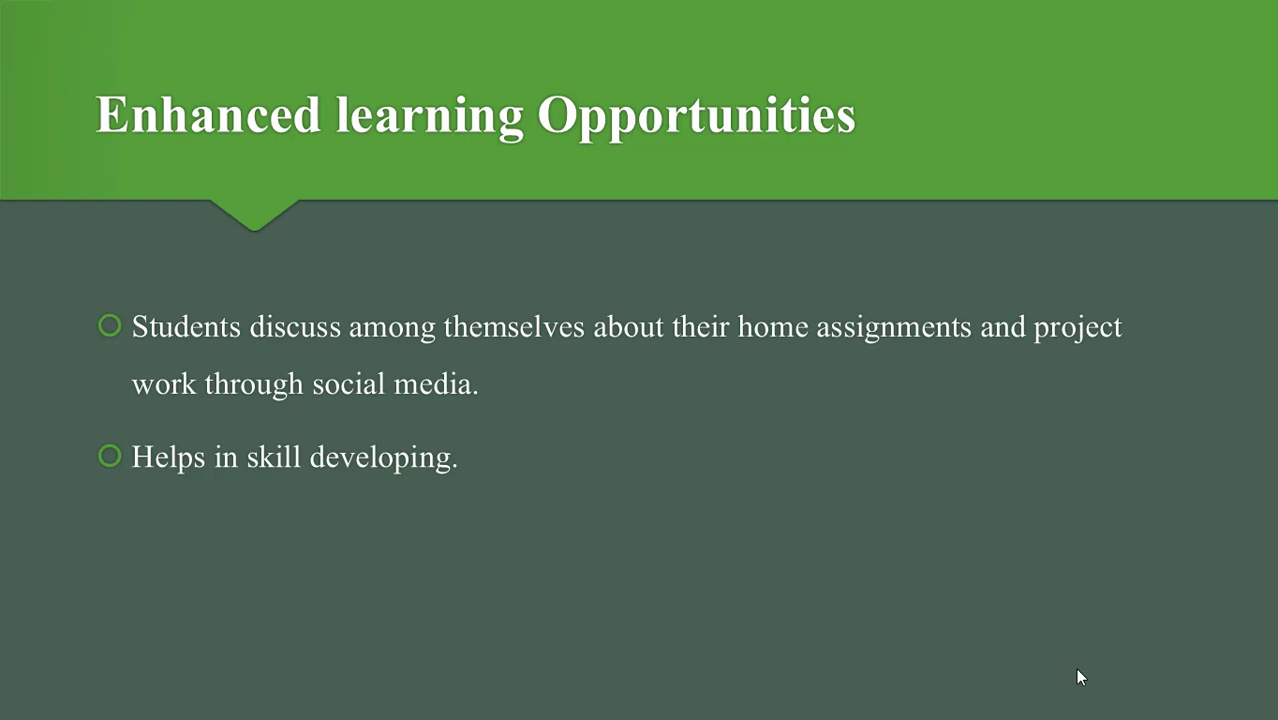 Enhanced learning Opportunities
Students discuss among themselves about their home assignments and project
work through social media.
Helps in skill developing.